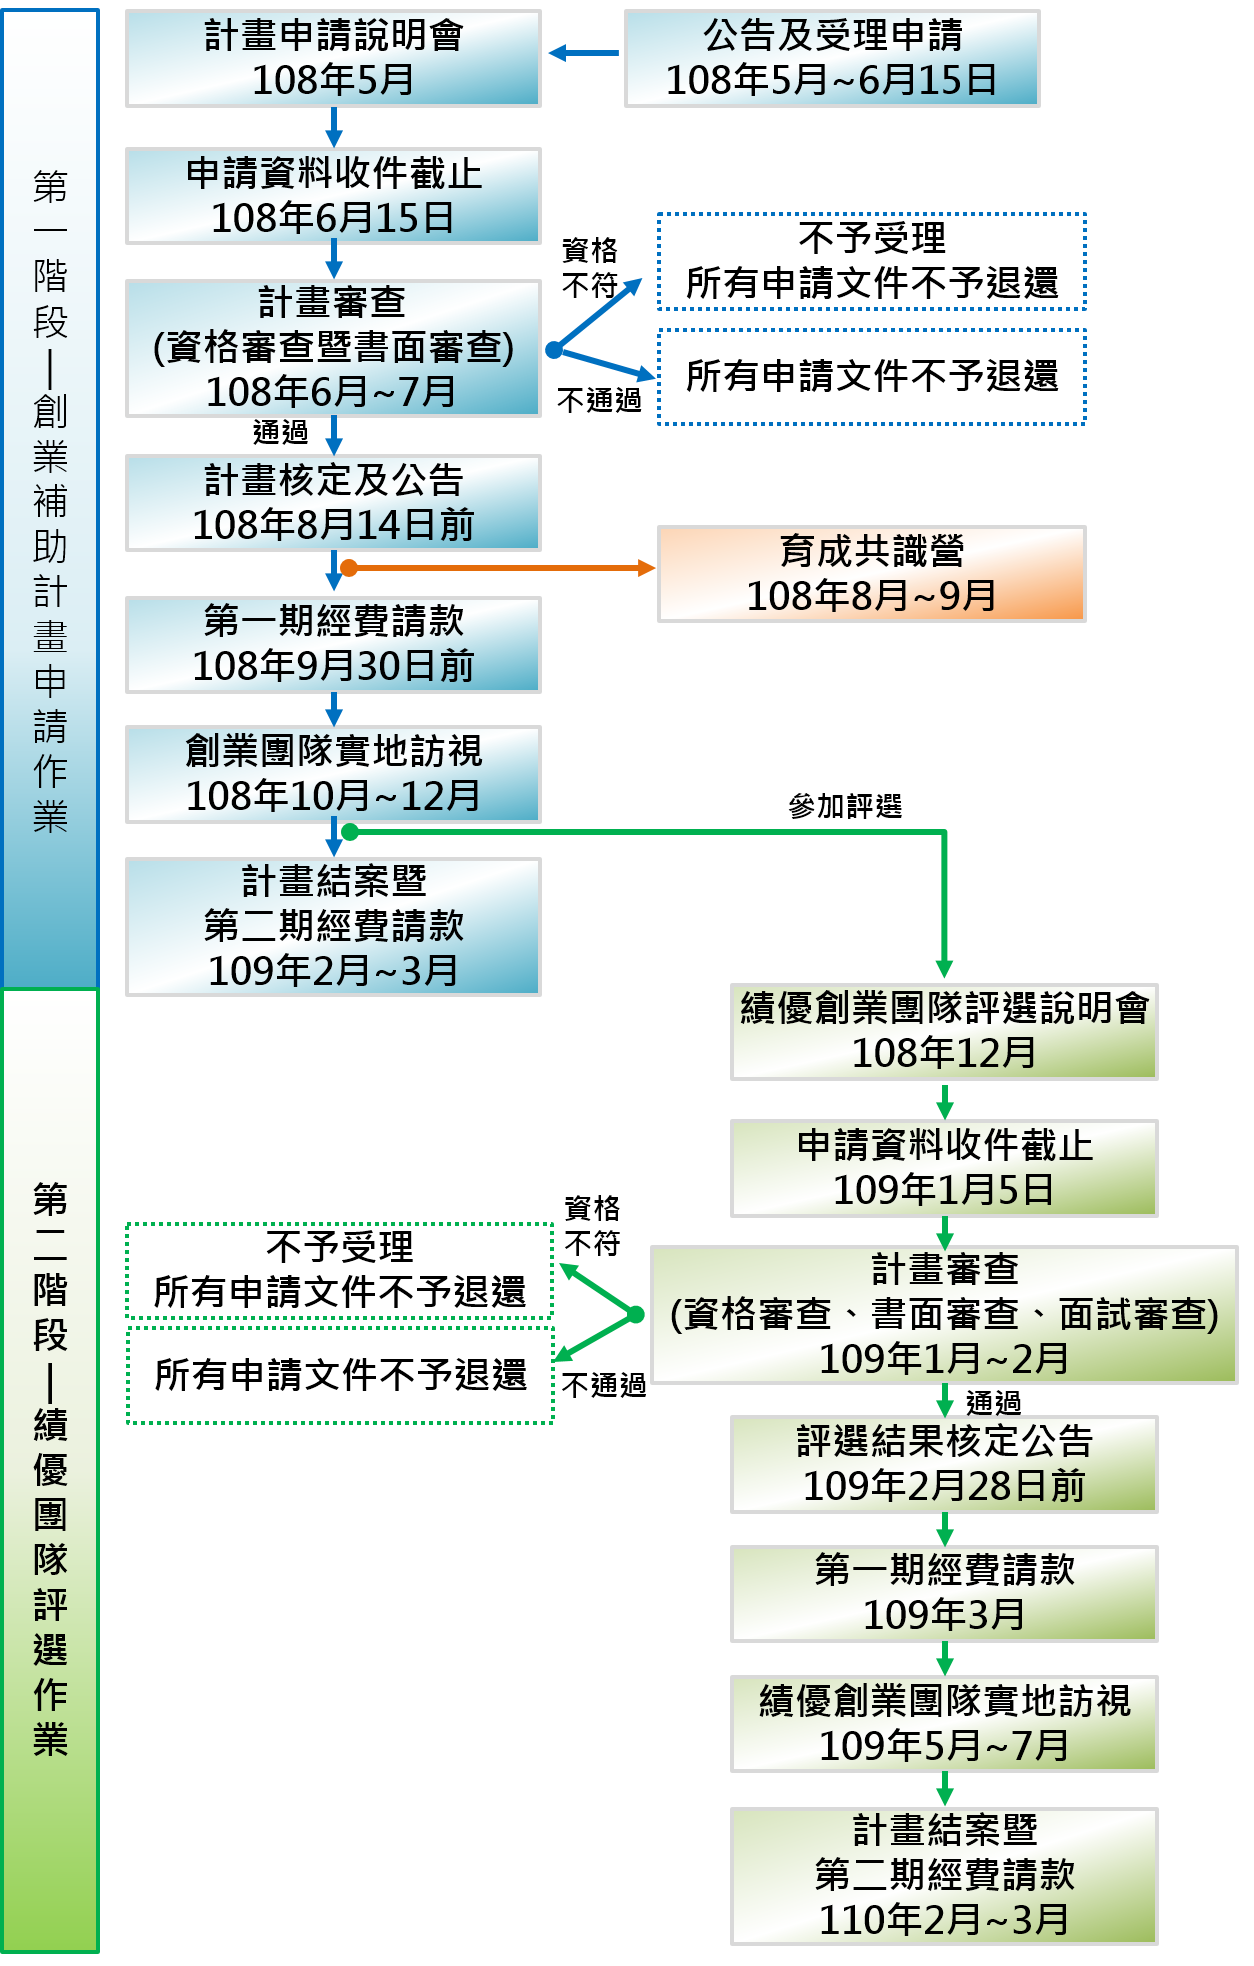 第一階段—創業補助計畫申請作業
計畫申請說明會
108年5月
公告及受理申請
108年5月~6月15日
申請資料收件截止
108年6月15日
計畫審查
(資格審查暨書面審查)
108年6月~7月
資格
不符
不予受理
所有申請文件不予退還
不通過
所有申請文件不予退還
通過
計畫核定及公告
108年8月14日前
育成共識營
108年8月~9月
第一期經費請款
108年9月30日前
創業團隊實地訪視
108年10月~12月
參加評選
計畫結案暨
第二期經費請款
109年2月~3月
第二階段—績優團隊評選作業
績優創業團隊評選說明會
108年12月
申請資料收件截止
109年1月5日
計畫審查
(資格審查、書面審查、面試審查)
109年1月~2月
資格
不符
不予受理
所有申請文件不予退還
不通過
所有申請文件不予退還
通過
評選結果核定公告
109年2月28日前
第一期經費請款
109年3月
績優創業團隊實地訪視
109年5月~7月
計畫結案暨
第二期經費請款
110年2月~3月